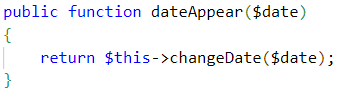 public function dateAppear($date)
{
    return $this->changeDate($date);
}